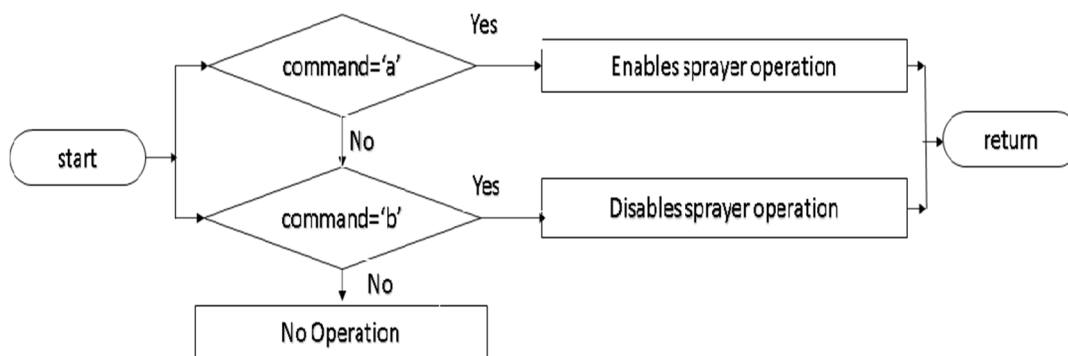 start
command='a'
Yes
Enables sprayer operation
No
command='b'
Yes
Disables sprayer operation
return
No
No Operation